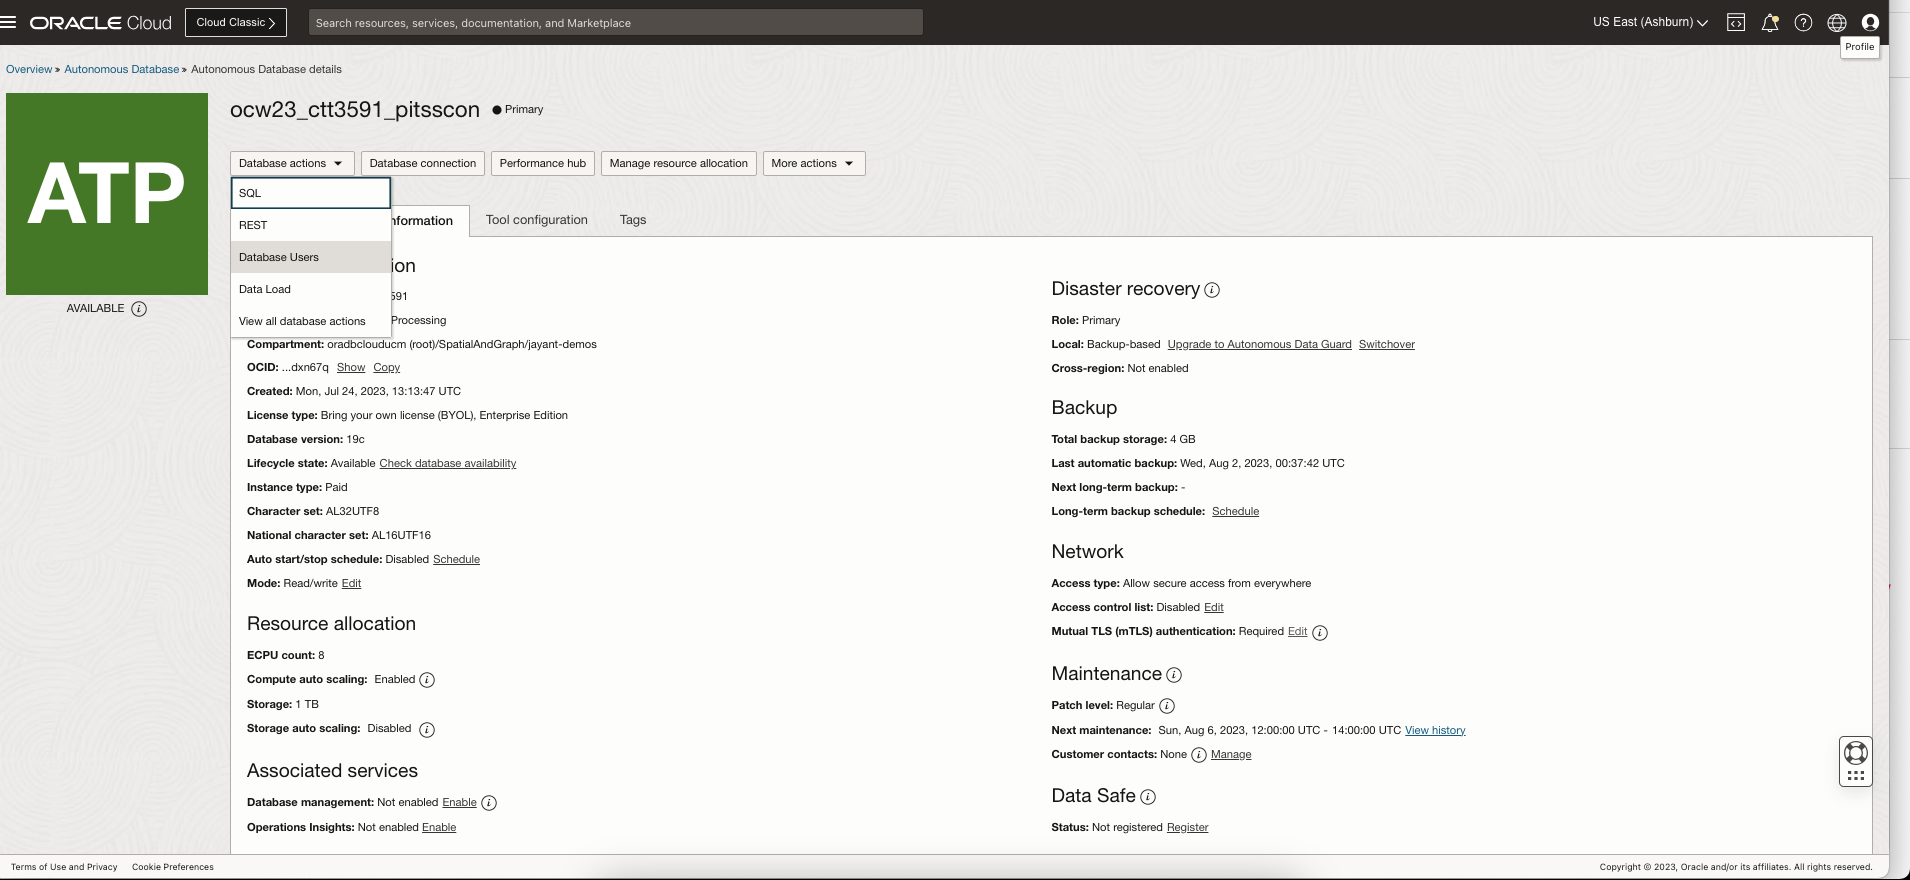 ORACLE Cloud
Cloud Classic
Search resources, services, documentation, and Marketplace
US East (Ashburn)
Profile
Overview » Autonomous Database » Autonomous Database details
ATP
AVAILABLE
ocw23_ctt3591_pitsscon
Primary
Database actions
Database connection
Performance hub
Manage resource allocation
More actions
SQL
REST
Database Users
Data Load
View all database actions
nformation
Tool configuration
Tags
ion
591
Processing
Compartment: oradbclouducm (root)/SpatialAndGraph/jayant-demos
OCID: ...dxn67q Show Copy
Created: Mon, Jul 24, 2023, 13:13:47 UTC
License type: Bring your own license (BYOL), Enterprise Edition
Database version: 19c
Lifecycle state: Available Check database availability
Instance type: Paid
Character set: AL32UTF8
National character set: AL16UTF16
Auto start/stop schedule: Disabled Schedule
Mode: Read/write Edit
Resource allocation
ECPU count: 8
Compute auto scaling: Enabled
Storage: 1 TB
Storage auto scaling: Disabled
Associated services
Database management: Not enabled Enable
Operations Insights: Not enabled Enable
Disaster recovery
Role: Primary
Local: Backup-based Upgrade to Autonomous Data Guard Switchover
Cross-region: Not enabled
Backup
Total backup storage: 4 GB
Last automatic backup: Wed, Aug 2, 2023, 00:37:42 UTC
Next long-term backup: -
Long-term backup schedule: Schedule
Network
Access type: Allow secure access from everywhere
Access control list: Disabled Edit
Mutual TLS (mTLS) authentication: Required Edit
Maintenance
Patch level: Regular
Next maintenance: Sun, Aug 6, 2023, 12:00:00 UTC - 14:00:00 UTC View history
Customer contacts: None Manage
Data Safe
Status: Not registered Register
Terms of Use and Privacy
Cookie Preferences
Copyright © 2023, Oracle and/or its affiliates. All rights reserved.